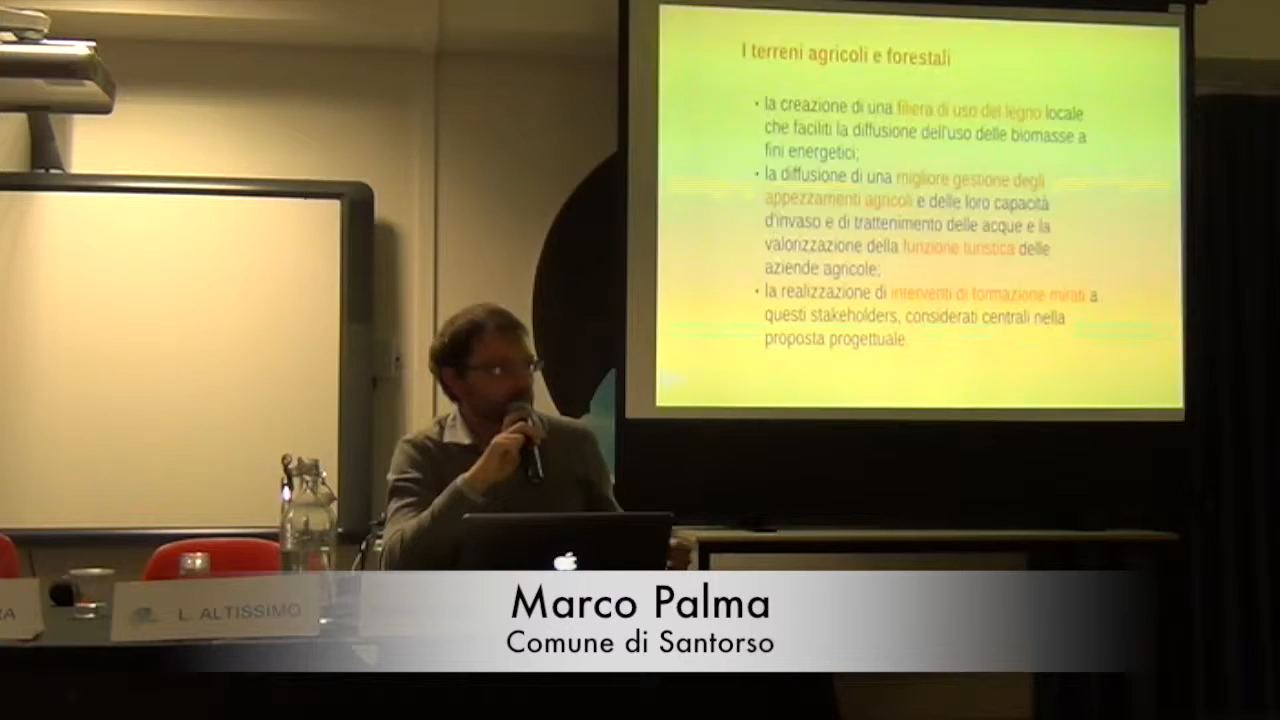 I terreni agricoli e forestali
• la creazione di una filiera di uso del legno locale
che faciliti la diffusione dell'uso delle biomasse a
fini energetici;
• la diffusione di una migliore gestione degli
appezzamenti agricoli e delle loro capacità
d'invaso e di trattenimento delle acque e la
valorizzazione della funzione turistica delle
aziende agricole;
• la realizzazione di interventi di formazione mirati a
questi stakeholders, considerati centrali nella
proposta progettuale.
RA
L. ALTISSIMO
Marco Palma
Comune di Santorso